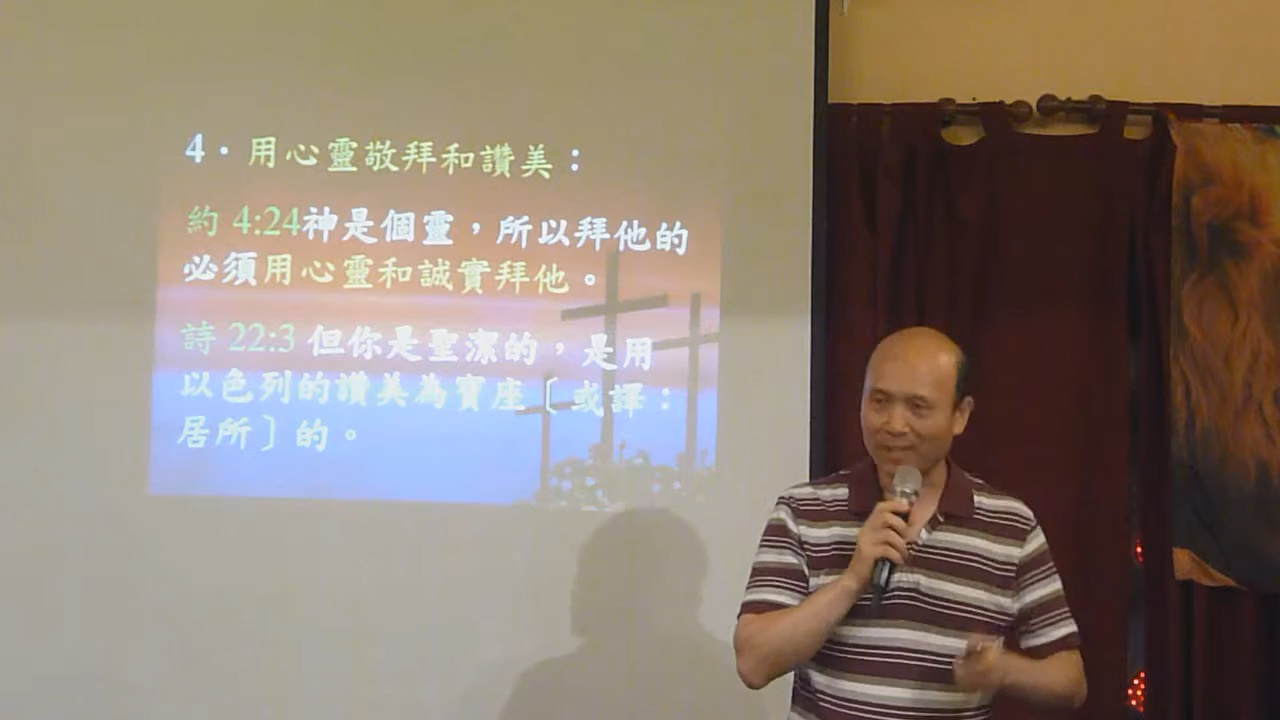 4．用心靈敬拜和讚美：
約 4:24神是個靈，所以拜他的
必須用心靈和誠實拜他。
詩 22:3 但你是聖潔的，是用
以色列的讚美為寶座〔或譯：
居所〕的。